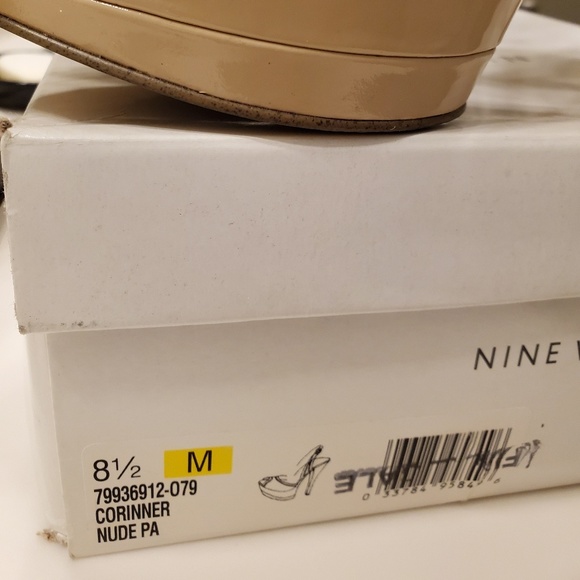 NINE
8½ M
79936912-079
CORINNER
NUDE PA